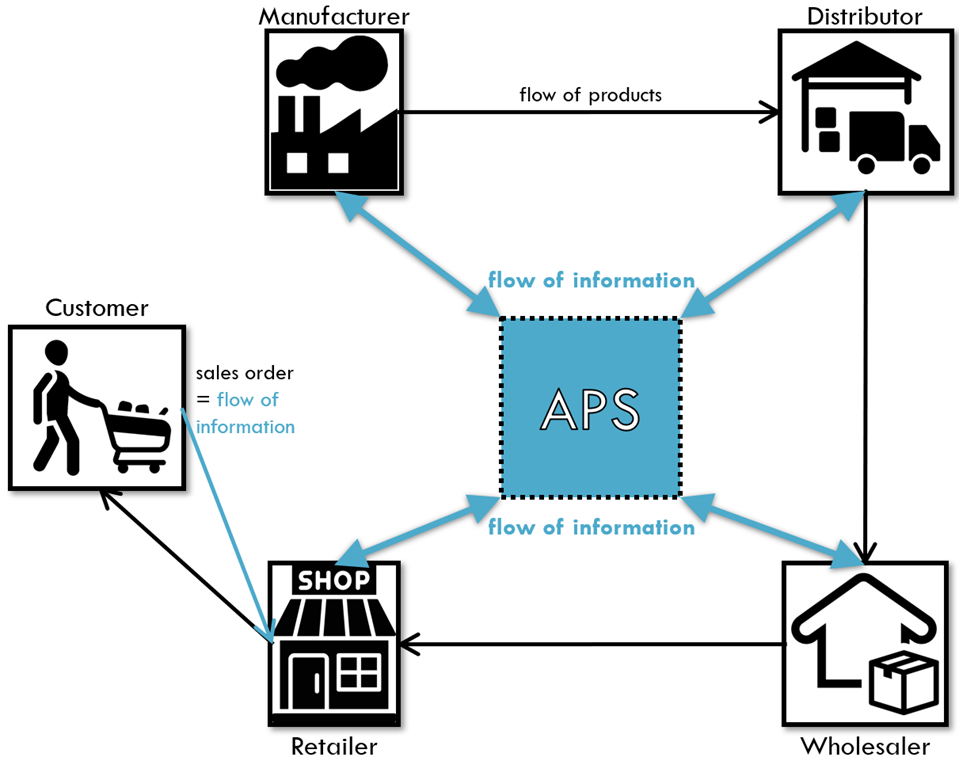 Manufacturer
Distributor
flow of products
flow of information
Customer
sales order
= flow of
information
APS
flow of information
SHOP
Retailer
Wholesaler